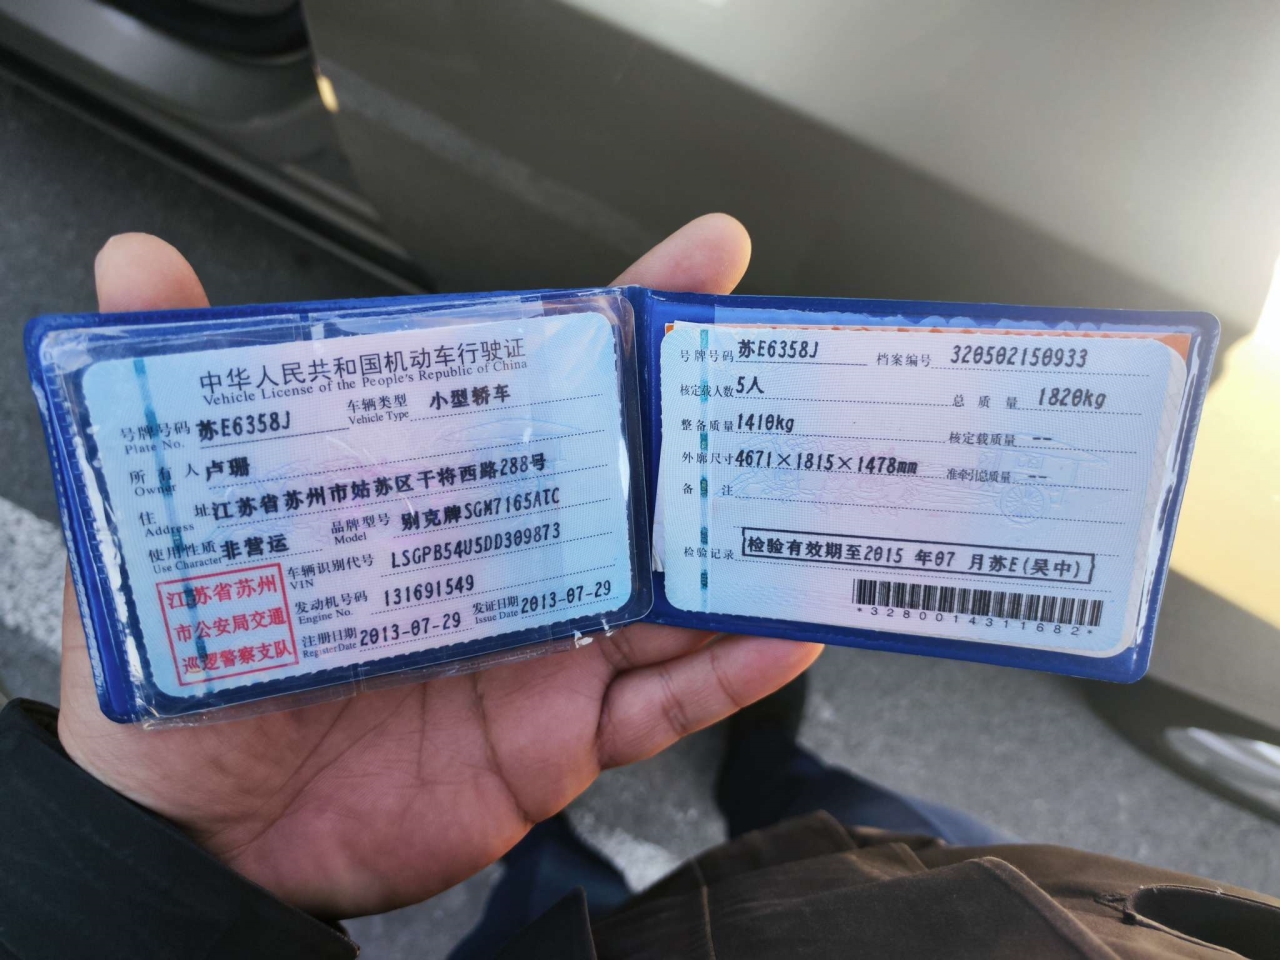 中华人民共和国机动车行驶证
Vehicle License of the People's Republic of China
号牌号码 苏E6358J 车辆类型 小型轿车
Plate No. Vehicle Type
所有人 卢珊
Owner
住址 江苏省苏州市姑苏区干将西路288号
Address
使用性质 非营运 品牌型号 别克牌SGM7165ATC
Use Character Model
车辆识别代号 LSGPB54U5DD309873
VIN
发动机号码 131691549
Engine No.
注册日期 2013-07-29 发证日期 2013-07-29
Register Date Issue Date
江苏省苏州
市公安局交通
巡逻警察支队
号牌号码 苏E6358J 档案编号 320502150933
核定载人数 5人 总质量 1820kg
整备质量 1410kg 核定载质量 --
外廓尺寸 4671×1815×1478mm 准牵引总质量 --
备注
检验记录 检验有效期至2015 年07 月苏E(吴中)
*3280014311682*